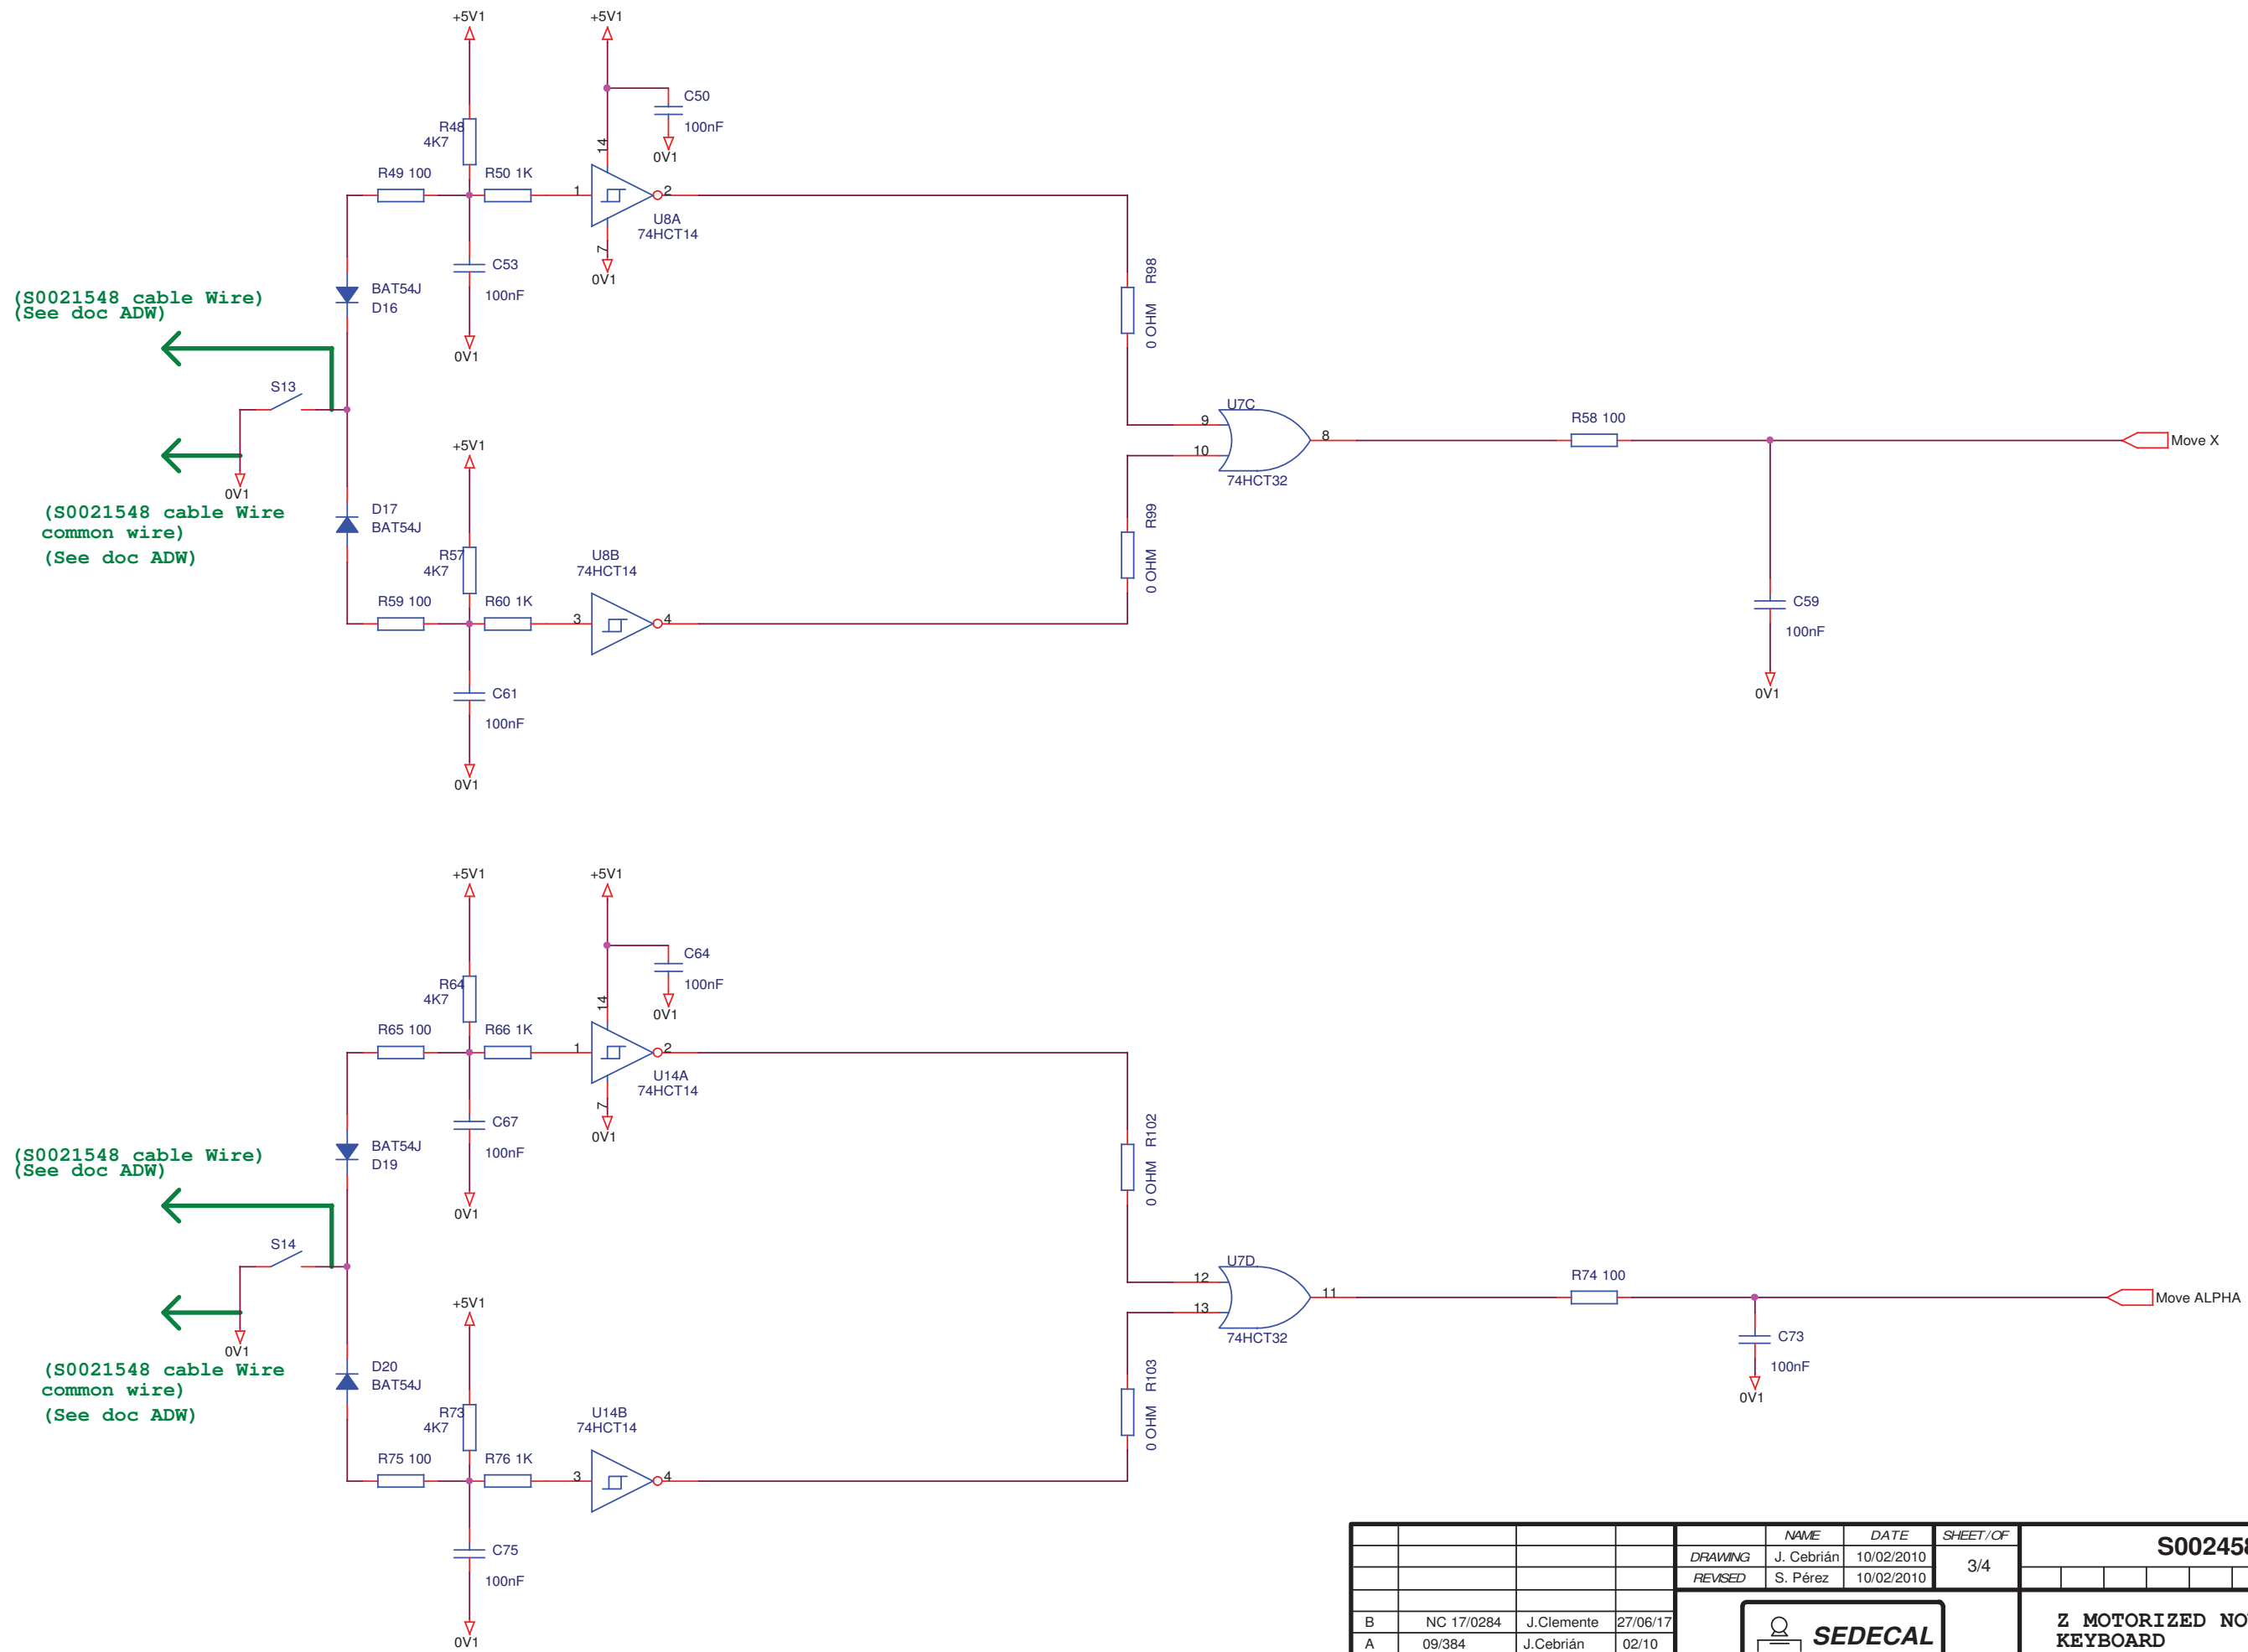 +5V1
+5V1
C50
100nF
0V1
R48
4K7
14
R49 100
R50 1K
1
2
U8A
74HCT14
7
0V1
C53
100nF
0V1
BAT54J
D16
(S0021548 cable Wire)
(See doc ADW)
S13
0V1
(S0021548 cable Wire
common wire)
(See doc ADW)
D17
BAT54J
+5V1
R57
4K7
R59 100
R60 1K
3
U8B
74HCT14
4
C61
100nF
0V1
0 OHM R98
0 OHM R99
U7C
9
10
8
74HCT32
R58 100
Move X
C59
100nF
0V1
+5V1
+5V1
C64
100nF
0V1
R64
4K7
14
R65 100
R66 1K
1
2
U14A
74HCT14
7
0V1
C67
100nF
0V1
BAT54J
D19
(S0021548 cable Wire)
(See doc ADW)
S14
0V1
(S0021548 cable Wire
common wire)
(See doc ADW)
D20
BAT54J
+5V1
R73
4K7
R75 100
R76 1K
3
U14B
74HCT14
4
C75
100nF
0V1
0 OHM R102
0 OHM R103
U7D
12
13
11
74HCT32
R74 100
Move ALPHA
C73
100nF
0V1
NAME DATE SHEET/OF
DRAWING J. Cebrián 10/02/2010 3/4
REVISED S. Pérez 10/02/2010
B NC 17/0284 J.Clemente 27/06/17
A 09/384 J.Cebrián 02/10
SEDECAL
Z MOTORIZED
KEYBOARD